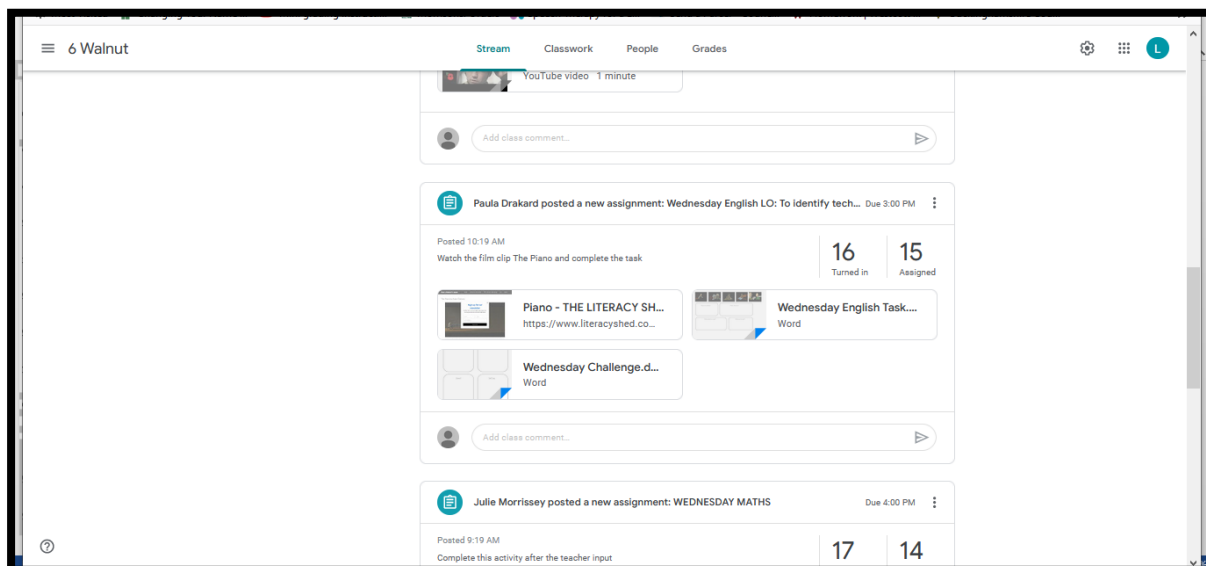 6 Walnut
Stream Classwork People Grades
L
YouTube video 1 minute
Add class comment...
Paula Drakard posted a new assignment: Wednesday English LO: To identify tech... Due 3:00 PM
Posted 10:19 AM
Watch the film clip The Piano and complete the task
16 15
Turned in Assigned
Piano - THE LITERACY SH...
https://www.literacyshed.co...
Wednesday English Task....
Word
Wednesday Challenge.d...
Word
Add class comment...
Julie Morrissey posted a new assignment: WEDNESDAY MATHS Due 4:00 PM
Posted 9:19 AM
Complete this activity after the teacher input
17 14